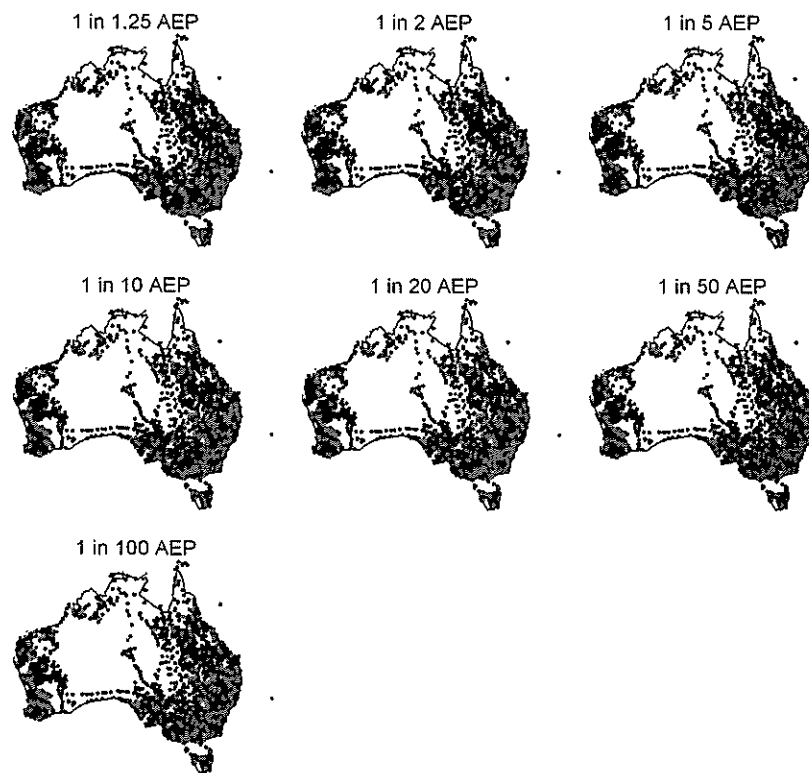 1 in 1.25 AEP
1 in 2 AEP
1 in 5 AEP
1 in 10 AEP
1 in 20 AEP
1 in 50 AEP
1 in 100 AEP